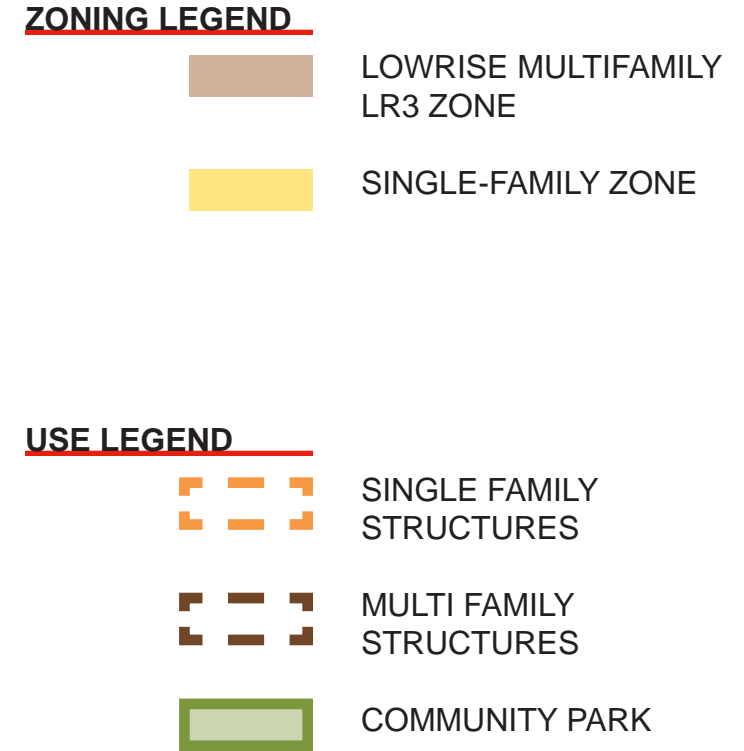 ZONING LEGEND
LOWRISE MULTIFAMILY
LR3 ZONE
SINGLE-FAMILY ZONE
USE LEGEND
SINGLE FAMILY
STRUCTURES
MULTI FAMILY
STRUCTURES
COMMUNITY PARK